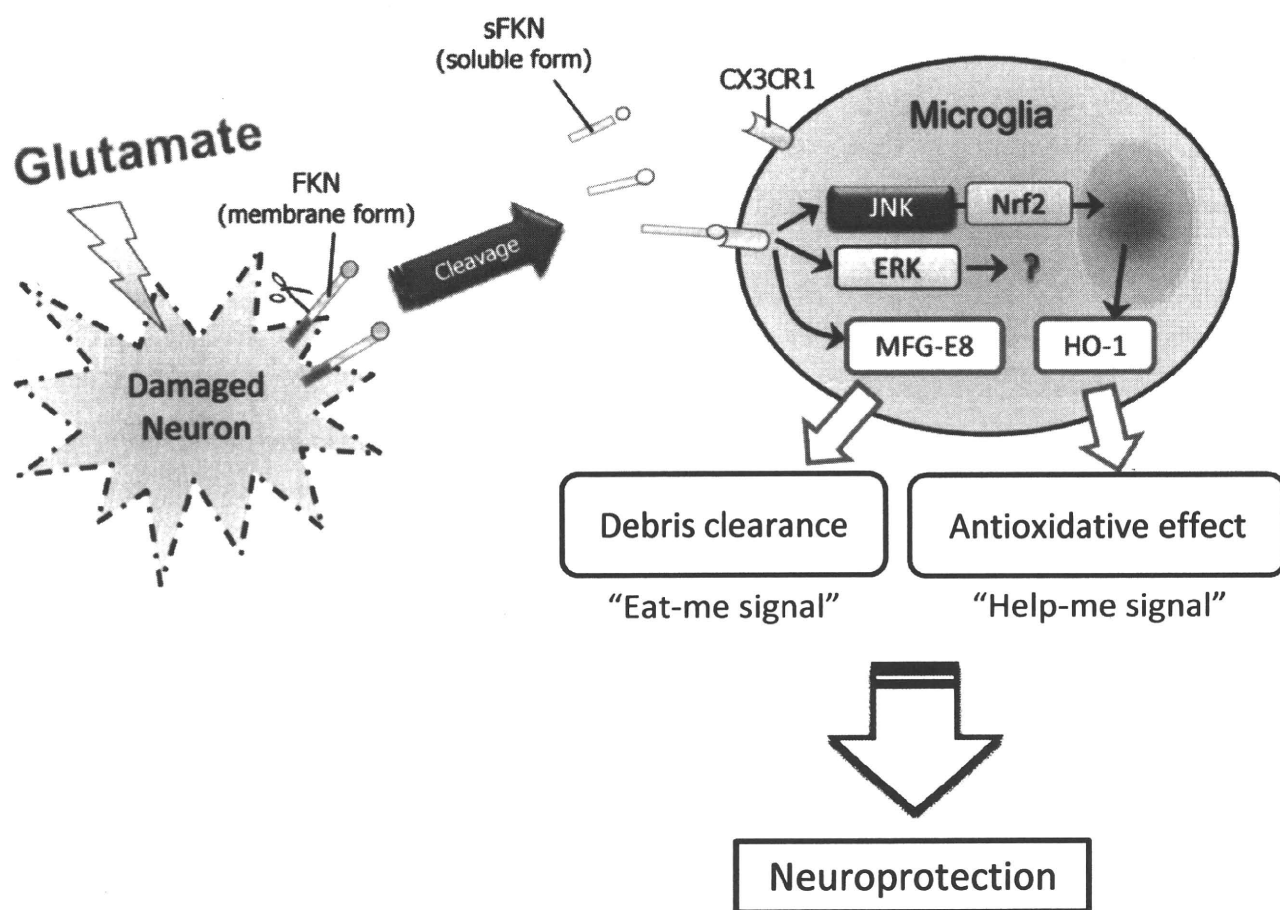 sFKN
(soluble form)
CX3CR1
Microglia
Glutamate
FKN
(membrane form)
Cleavage
JNK
Nrf2
ERK
?
MFG-E8
HO-1
Damaged
Neuron
Debris clearance
Antioxidative effect
“Eat-me signal”
“Help-me signal”
Neuroprotection